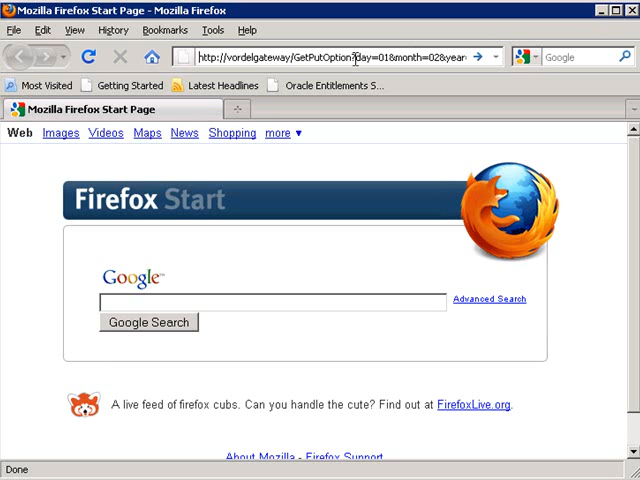 Mozilla Firefox Start Page - Mozilla Firefox
File Edit View History Bookmarks Tools Help
http://vordelgateway/GetPutOption?day=01&month=02&year
Google
Most Visited Getting Started Latest Headlines Oracle Entitlements S...
Mozilla Firefox Start Page
Web Images Videos Maps News Shopping more ▼
Firefox Start
Google™
Advanced Search
Google Search
A live feed of firefox cubs. Can you handle the cute? Find out at FirefoxLive.org.
About Mozilla - Firefox Support
Done